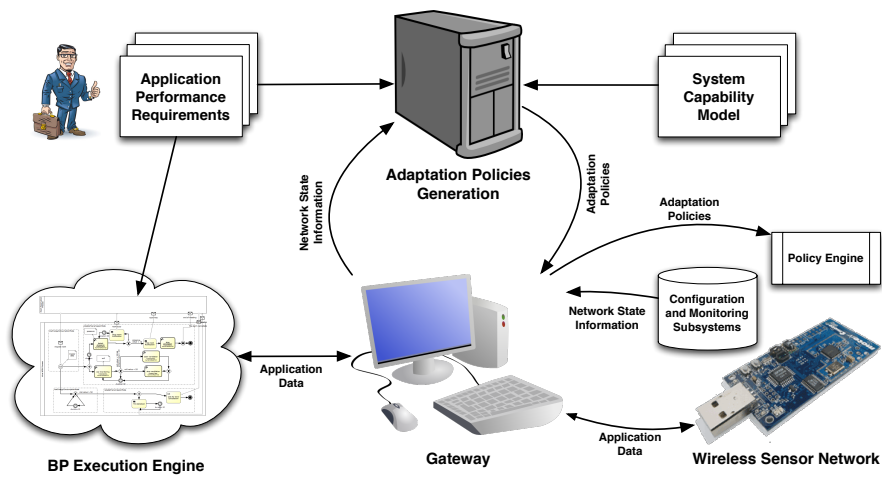 Application
Performance
Requirements
System
Capability
Model
Adaptation Policies
Generation
Network State
Information
Adaptation
Policies
Adaptation
Policies
Policy Engine
Configuration
and Monitoring
Subsystems
Network State
Information
Application
Data
Application
Data
BP Execution Engine
Gateway
Wireless Sensor Network